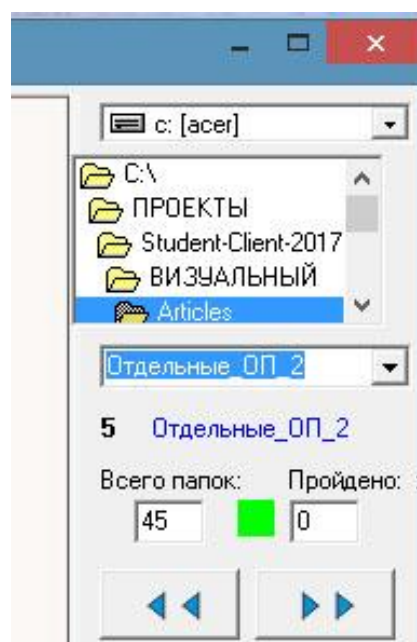 c: [acer]
C:\
ПРОЕКТЫ
Student-Client-2017
ВИЗУАЛЬНЫЙ
Articles
Отдельные_ОП_2
5 Отдельные_ОП_2
Всего папок: Пройдено:
45 0